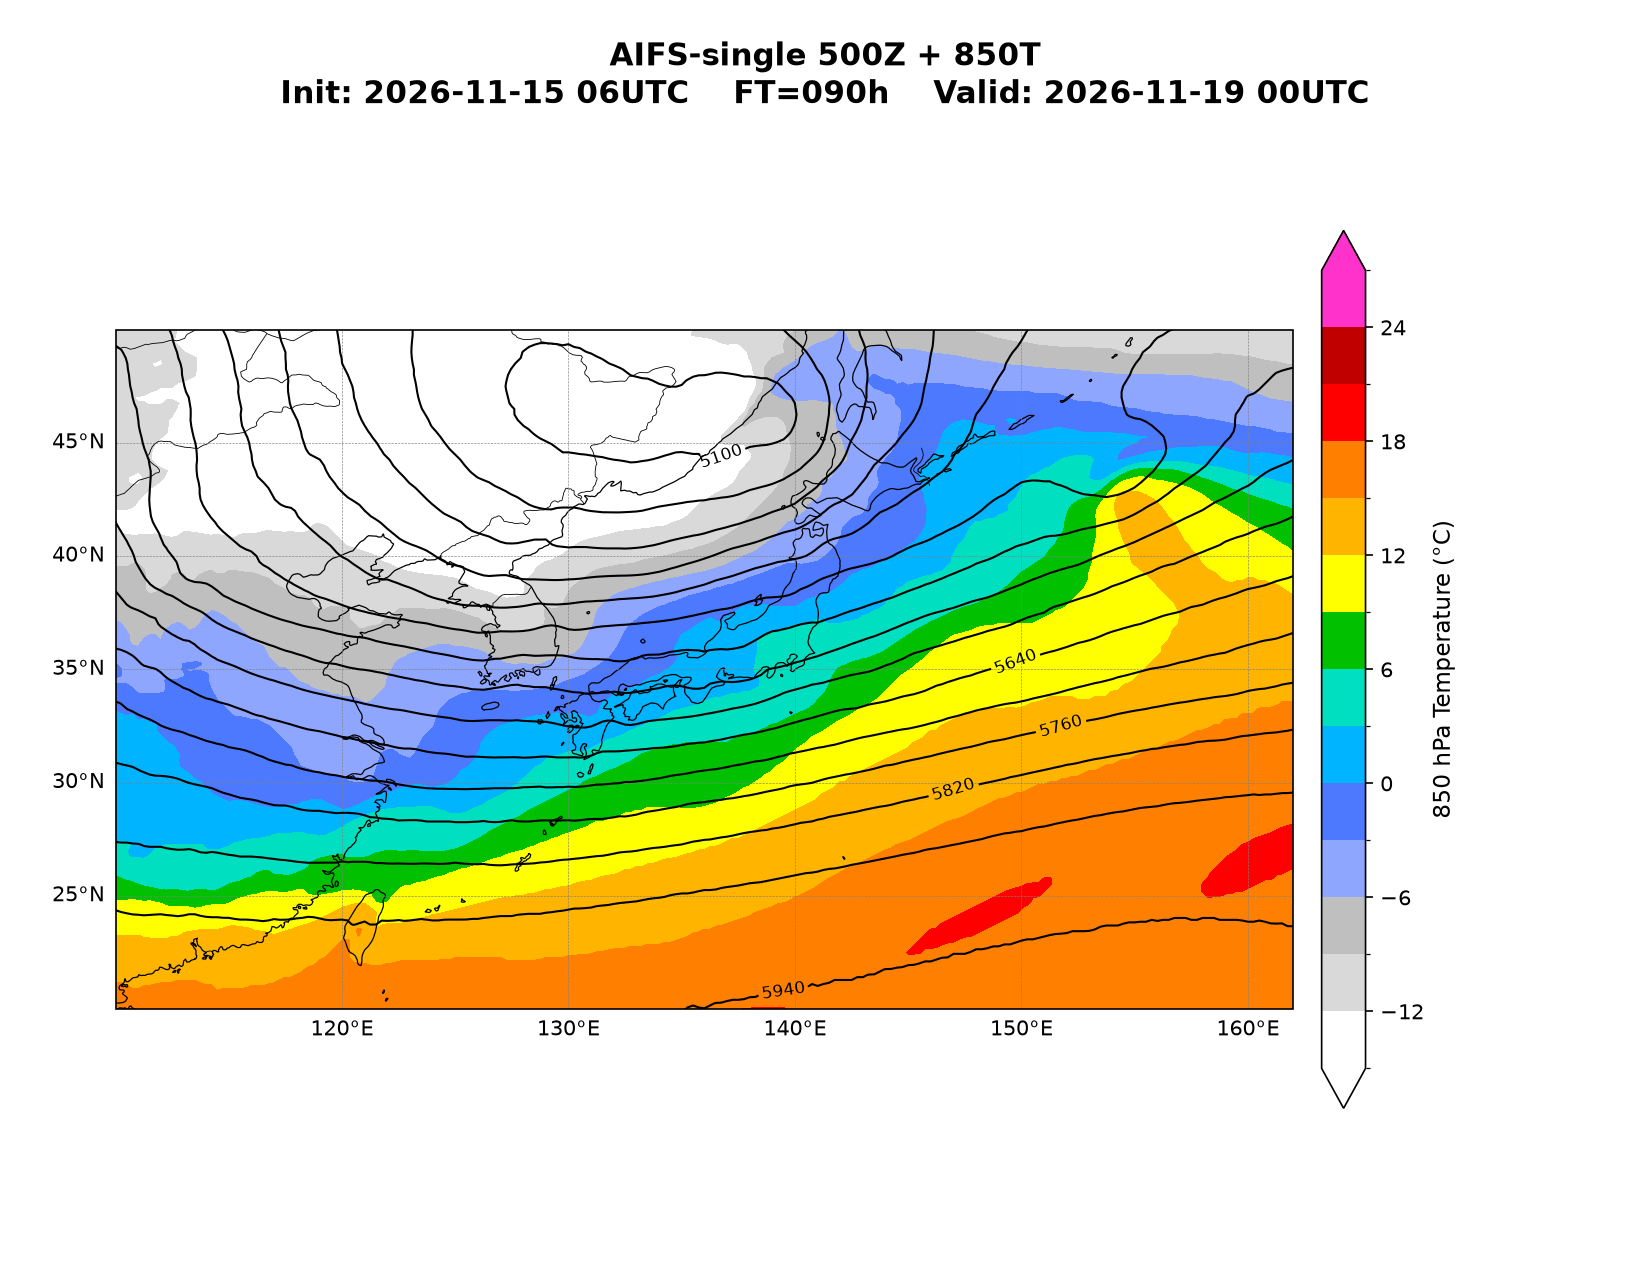 AIFS-single 500Z + 850T
Init: 2026-11-15 06UTC    FT=090h    Valid: 2026-11-19 00UTC
24
18
12
6
0
−6
−12
850 hPa Temperature (°C)
45°N
40°N
35°N
30°N
25°N
5100
5640
5760
5820
5940
120°E
130°E
140°E
150°E
160°E